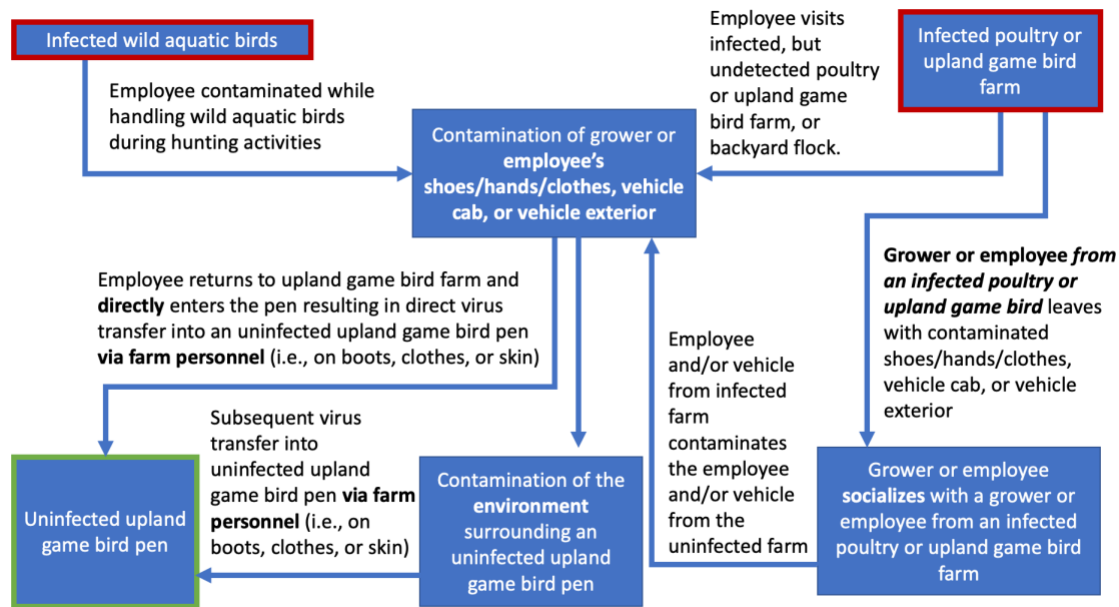 Infected wild aquatic birds
Employee contaminated while
handling wild aquatic birds
during hunting activities
Employee visits
infected, but
undetected poultry
or upland game
bird farm, or
backyard flock.
Infected poultry or
upland game bird
farm
Contamination of grower or
employee’s
shoes/hands/clothes, vehicle
cab, or vehicle exterior
Employee returns to upland game bird farm and
directly enters the pen resulting in direct virus
transfer into an uninfected upland game bird pen
via farm personnel (i.e., on boots, clothes, or skin)
Employee
and/or vehicle
from infected
farm
contaminates
the employee
and/or vehicle
from the
uninfected farm
Grower or employee from
an infected poultry or
upland game bird leaves
with contaminated
shoes/hands/clothes,
vehicle cab, or vehicle
exterior
Subsequent virus
transfer into
uninfected upland
game bird pen via farm
personnel (i.e., on
boots, clothes, or skin)
Uninfected upland
game bird pen
Contamination of the
environment
surrounding an
uninfected upland
game bird pen
Grower or employee
socializes with a grower or
employee from an infected
poultry or upland game bird
farm